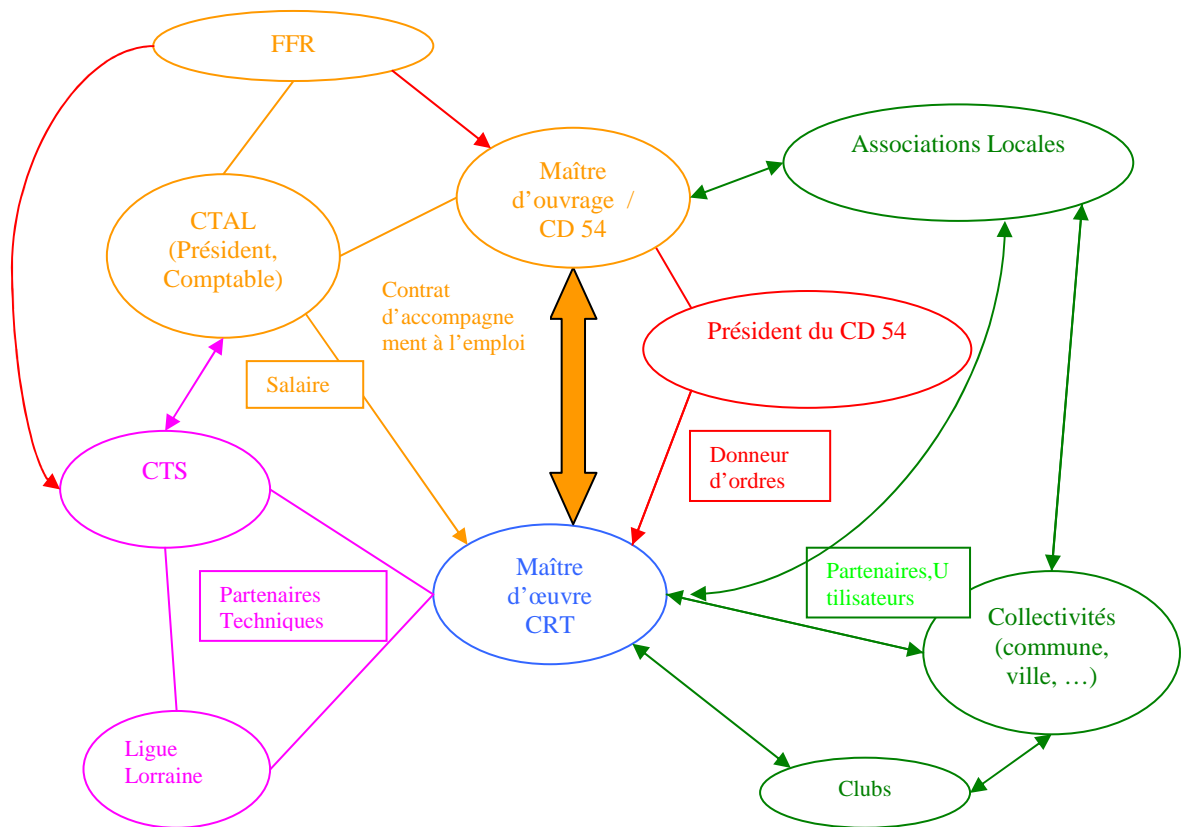 FFR
Associations Locales
Maître
d'ouvrage /
CD 54
CTAL
(Président,
Comptable)
Contrat
d'accompagne
ment à l'emploi
Président du CD 54
Salaire
Donneur
d'ordres
CTS
Maître
d'œuvre
CRT
Partenaires,U
tilisateurs
Partenaires
Techniques
Collectivités
(commune,
ville, …)
Ligue
Lorraine
Clubs